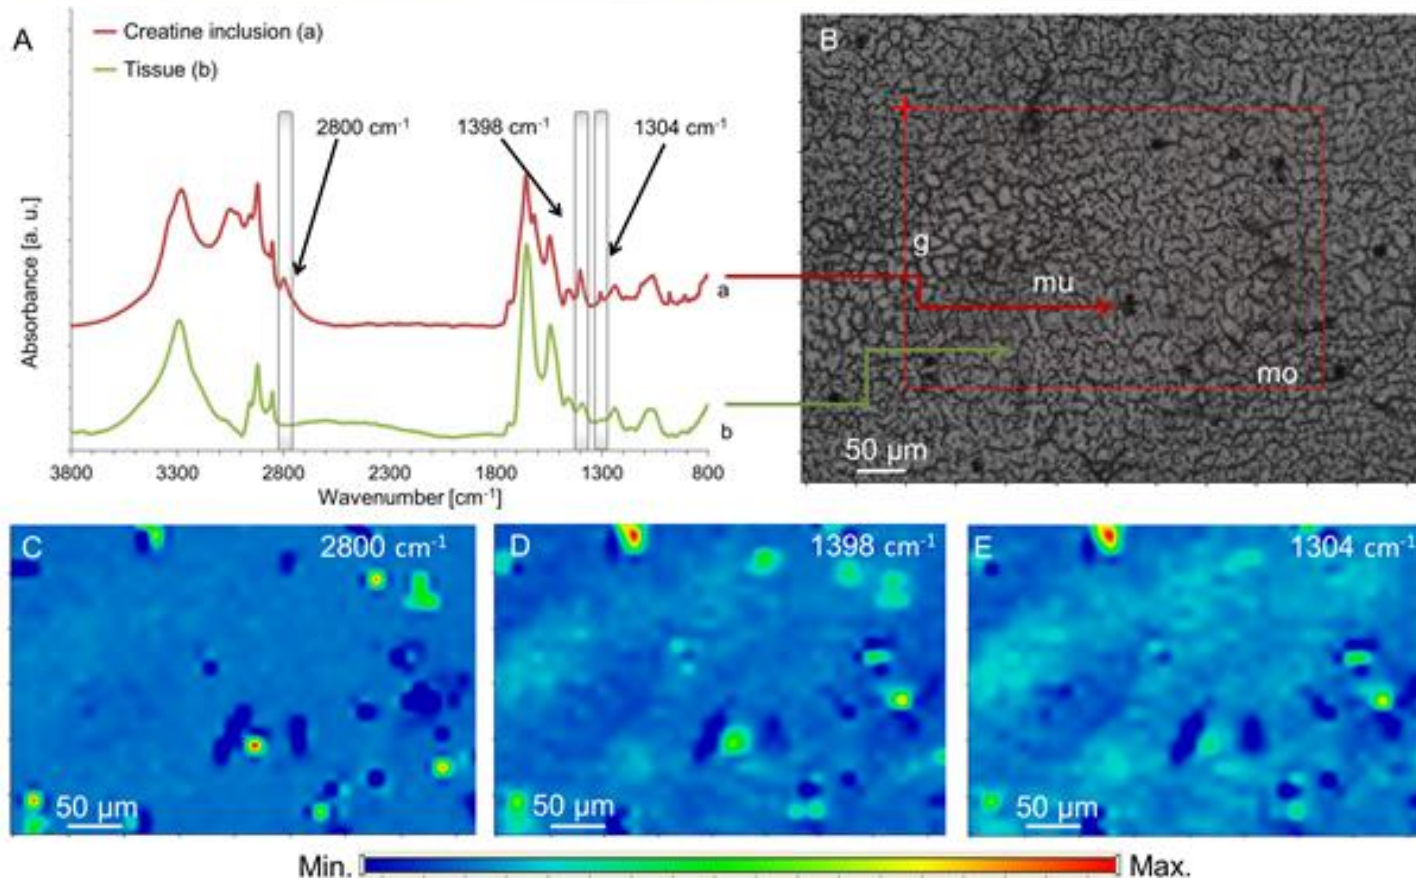 A
Creatine inclusion (a)
Tissue (b)
2800 cm-1
1398 cm-1
1304 cm-1
Absorbance [a. u.]
a
b
3800 3300 2800 2300 1800 1300 800
Wavenumber [cm-1]
B
g
mu
mo
50 µm
C
2800 cm-1
50 µm
D
1398 cm-1
50 µm
E
1304 cm-1
50 µm
Min.
Max.